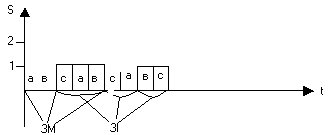 S
2
1
а в с а в с а в с
t
ЗМ ЗІ